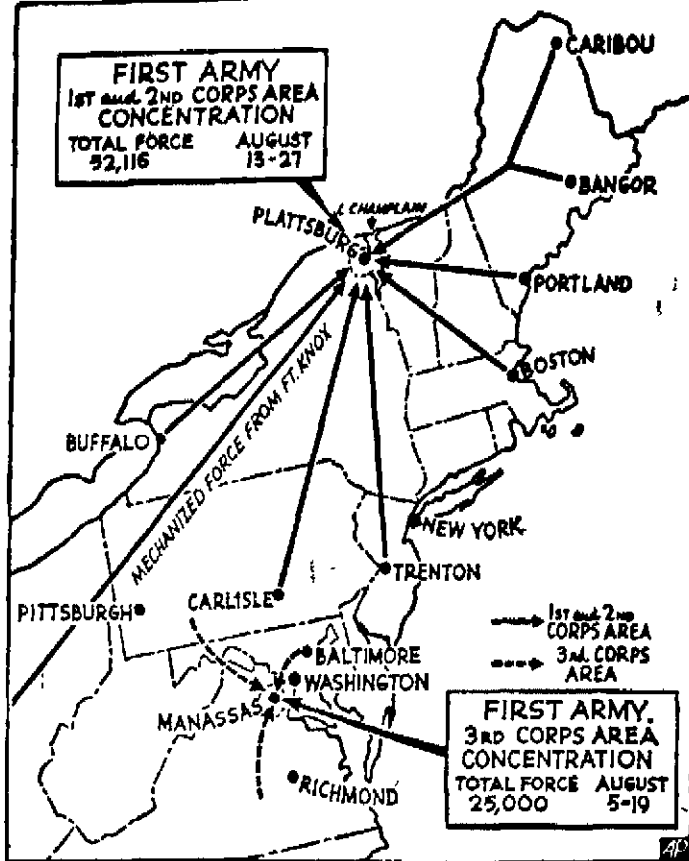 FIRST ARMY
1ST and 2ND CORPS AREA
CONCENTRATION
TOTAL FORCE AUGUST
52,116 13-27
CARIBOU
BANGOR
L. CHAMPLAIN
PLATTSBURG
PORTLAND
BOSTON
BUFFALO
MECHANIZED FORCE FROM FT. KNOX
NEW YORK
TRENTON
CARLISLE
PITTSBURGH
1ST and 2ND
CORPS AREA
3RD CORPS
AREA
BALTIMORE
WASHINGTON
MANASSAS
RICHMOND
FIRST ARMY.
3RD CORPS AREA
CONCENTRATION
TOTAL FORCE AUGUST
25,000 5-19
AP